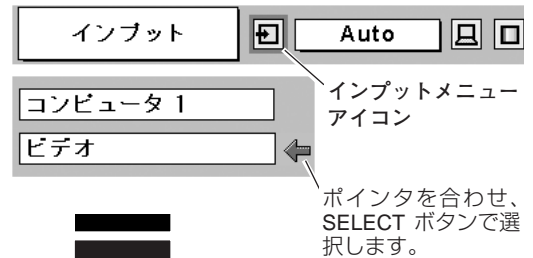 インプット
Auto
インプットメニュー
アイコン
コンピュータ 1
ビデオ
ポインタを合わせ、
SELECT ボタンで選
択します。